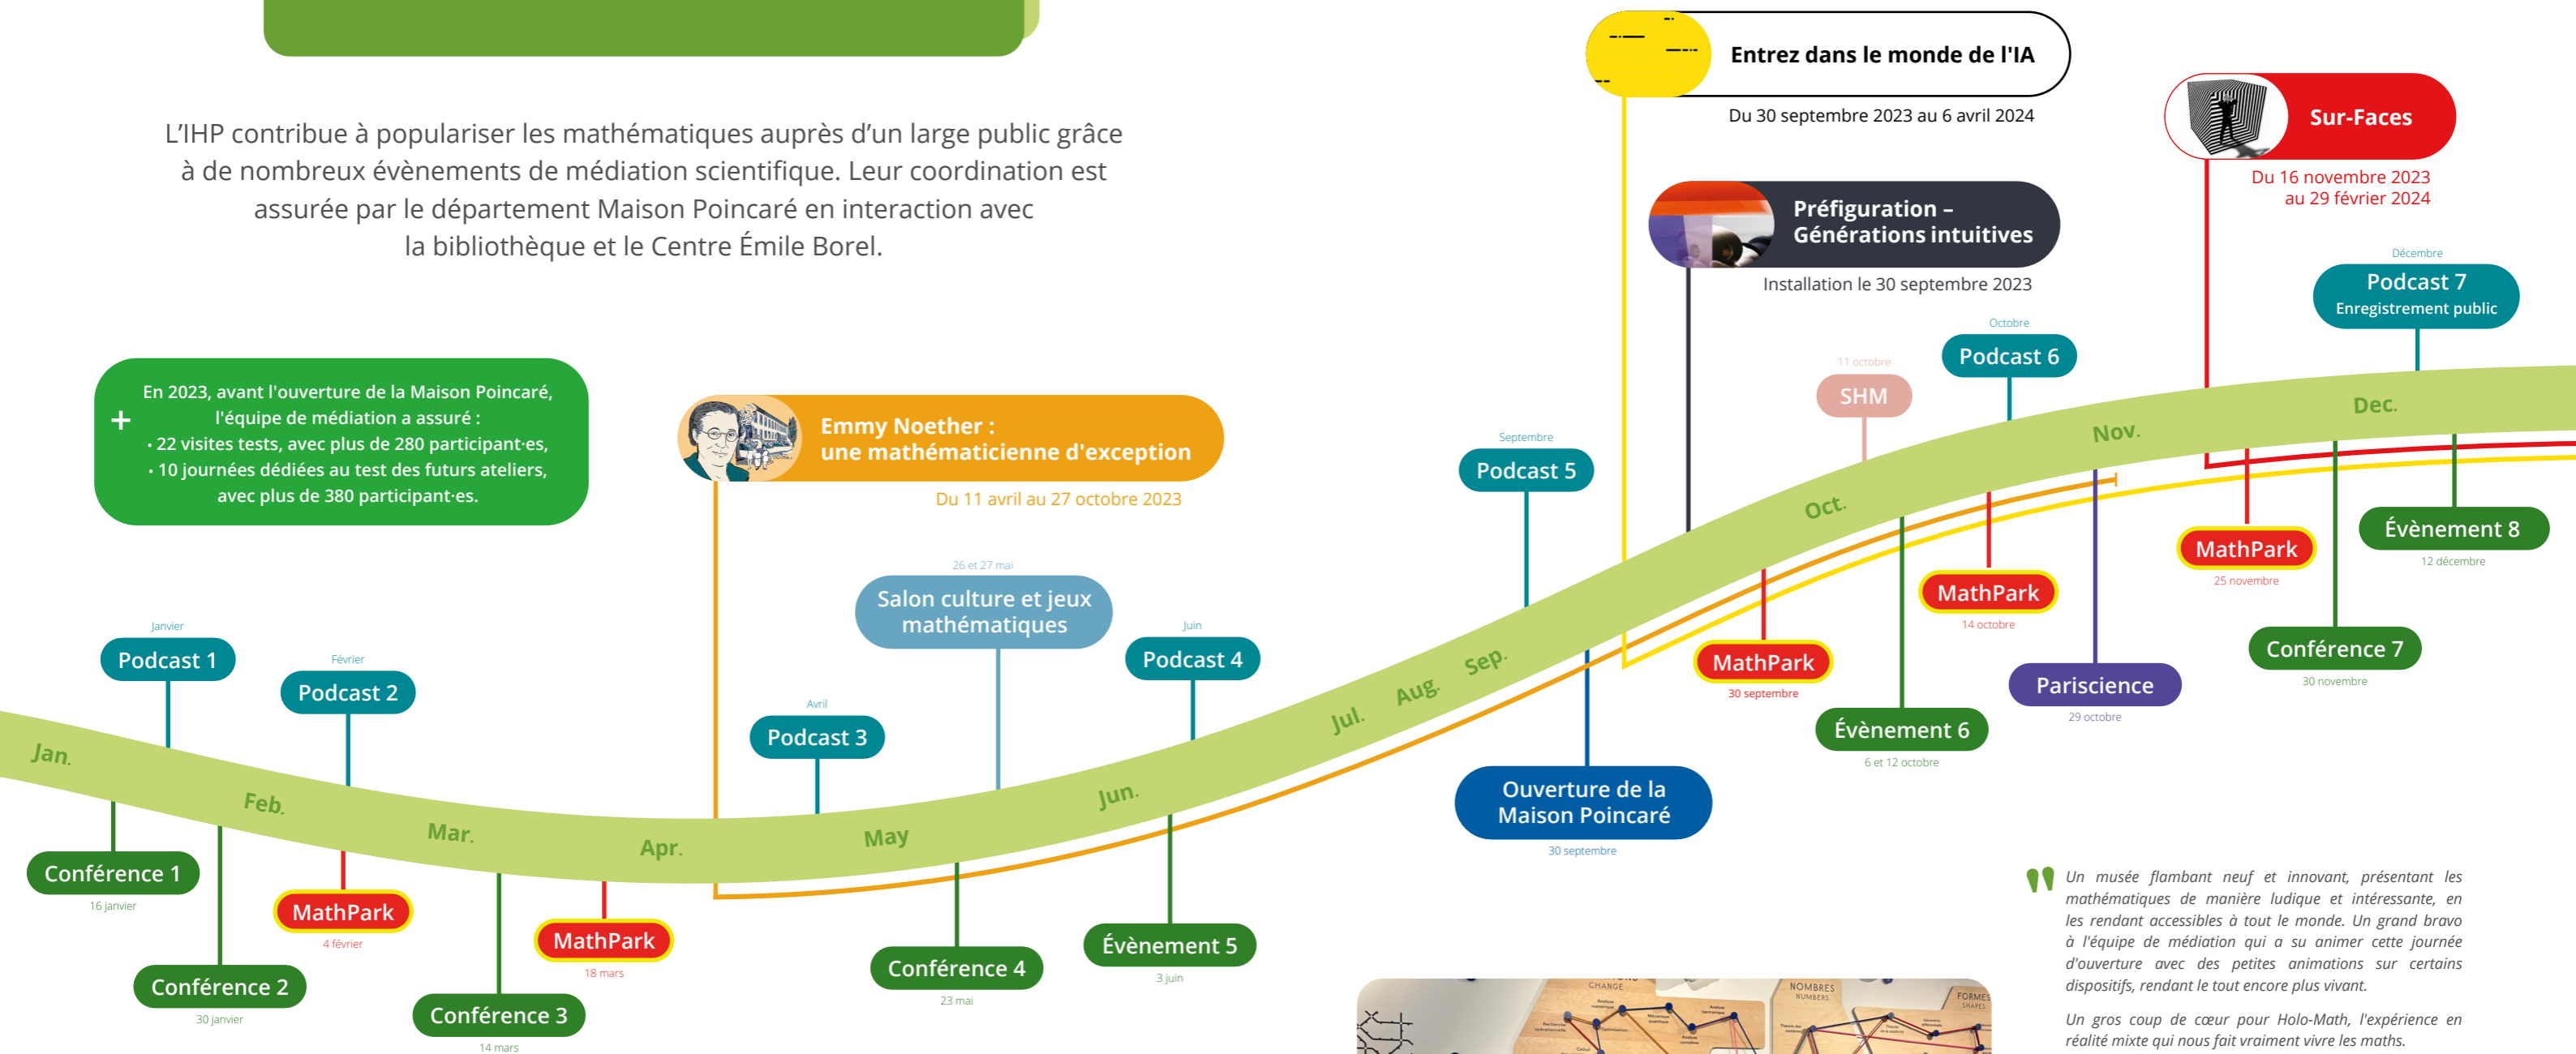 L'IHP contribue à populariser les mathématiques auprès d'un large public grâce
à de nombreux évènements de médiation scientifique. Leur coordination est
assurée par le département Maison Poincaré en interaction avec
la bibliothèque et le Centre Émile Borel.
Entrez dans le monde de l'IA
Du 30 septembre 2023 au 6 avril 2024
Sur-Faces
Du 16 novembre 2023
au 29 février 2024
Préfiguration –
Générations intuitives
Installation le 30 septembre 2023
+
En 2023, avant l'ouverture de la Maison Poincaré,
l'équipe de médiation a assuré :
• 22 visites tests, avec plus de 280 participant·es,
• 10 journées dédiées au test des futurs ateliers,
avec plus de 380 participant·es.
Emmy Noether :
une mathématicienne d'exception
Du 11 avril au 27 octobre 2023
Janvier
Podcast 1
Février
Podcast 2
Avril
Podcast 3
26 et 27 mai
Salon culture et jeux
mathématiques
Juin
Podcast 4
Septembre
Podcast 5
11 octobre
SHM
Octobre
Podcast 6
Décembre
Podcast 7
Enregistrement public
Jan.
Feb.
Mar.
Apr.
May
Jun.
Jul.
Aug.
Sep.
Oct.
Nov.
Dec.
Conférence 1
16 janvier
Conférence 2
30 janvier
MathPark
4 février
Conférence 3
14 mars
MathPark
18 mars
Conférence 4
23 mai
Évènement 5
3 juin
Ouverture de la
Maison Poincaré
30 septembre
MathPark
30 septembre
Évènement 6
6 et 12 octobre
MathPark
14 octobre
Pariscience
29 octobre
MathPark
25 novembre
Conférence 7
30 novembre
Évènement 8
12 décembre
Un musée flambant neuf et innovant, présentant les
mathématiques de manière ludique et intéressante, en
les rendant accessibles à tout le monde. Un grand bravo
à l'équipe de médiation qui a su animer cette journée
d'ouverture avec des petites animations sur certains
dispositifs, rendant le tout encore plus vivant.
Un gros coup de cœur pour Holo-Math, l'expérience en
réalité mixte qui nous fait vraiment vivre les maths.
CHANGE
NOMBRES
NUMBERS
FORMES
SHAPES